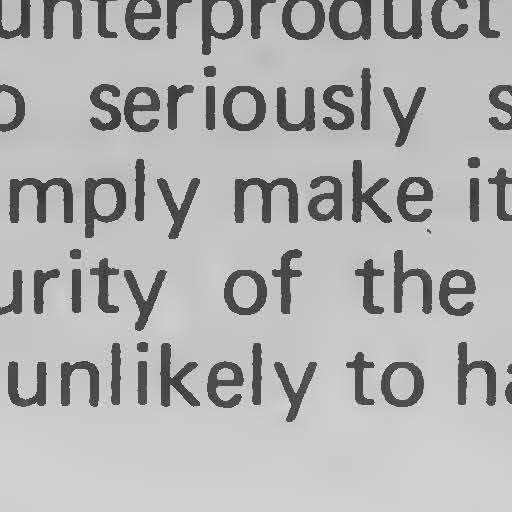 unterproduct
o seriously s
mply make it
urity of the
unlikely to ha